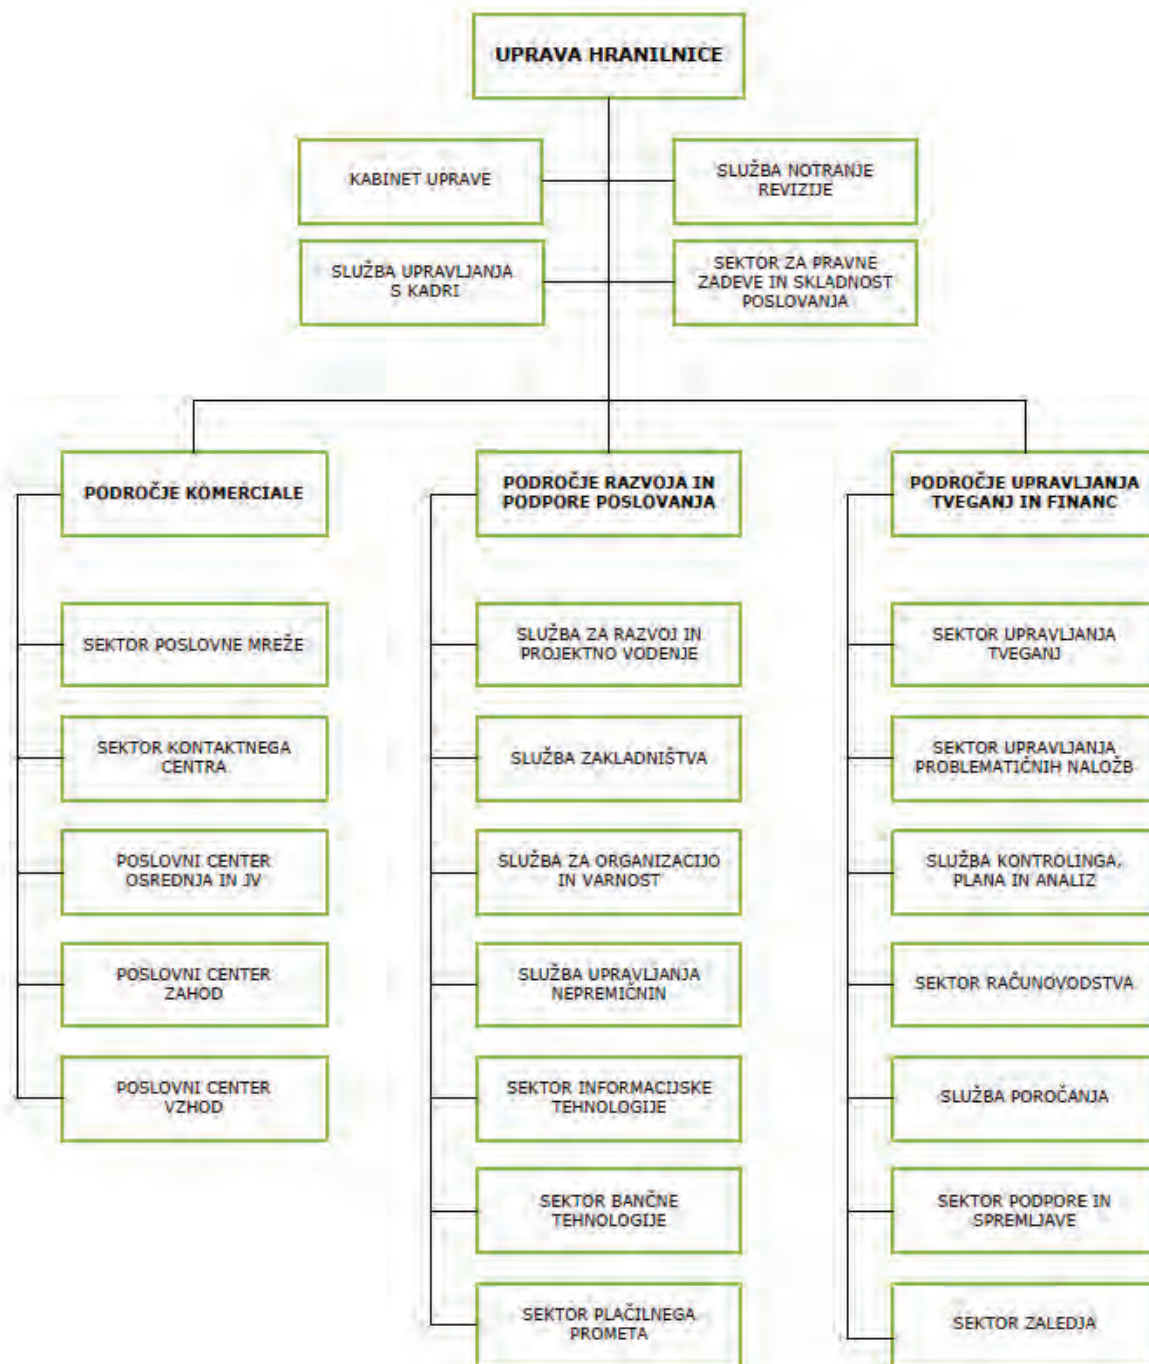 UPRAVA HRANILNICE
KABINET UPRAVE
SLUŽBA NOTRANJE
REVIZIJE
SLUŽBA UPRAVLJANJA
S KADRI
SEKTOR ZA PRAVNE
ZADEVE IN SKLADNOST
POSLOVANJA
PODROČJE KOMERCIALE
SEKTOR POSLOVNE MREŽE
SEKTOR KONTAKTNEGA
CENTRA
POSLOVNI CENTER
OSREDNJA IN JV
POSLOVNI CENTER
ZAHOD
POSLOVNI CENTER
VZHOD
PODROČJE RAZVOJA IN
PODPORE POSLOVANJA
SLUŽBA ZA RAZVOJ IN
PROJEKTNO VODENJE
SLUŽBA ZAKLADNIŠTVA
SLUŽBA ZA ORGANIZACIJO
IN VARNOST
SLUŽBA UPRAVLJANJA
NEPREMIČNIN
SEKTOR INFORMACIJSKE
TEHNOLOGIJE
SEKTOR BANČNE
TEHNOLOGIJE
SEKTOR PLAČILNEGA
PROMETA
PODROČJE UPRAVLJANJA
TVEGANJ IN FINANC
SEKTOR UPRAVLJANJA
TVEGANJ
SEKTOR UPRAVLJANJA
PROBLEMATIČNIH NALOŽB
SLUŽBA KONTROLINGA,
PLANA IN ANALIZ
SEKTOR RAČUNOVODSTVA
SLUŽBA POROČANJA
SEKTOR PODPORE IN
SPREMLJAVE
SEKTOR ZALEDJA